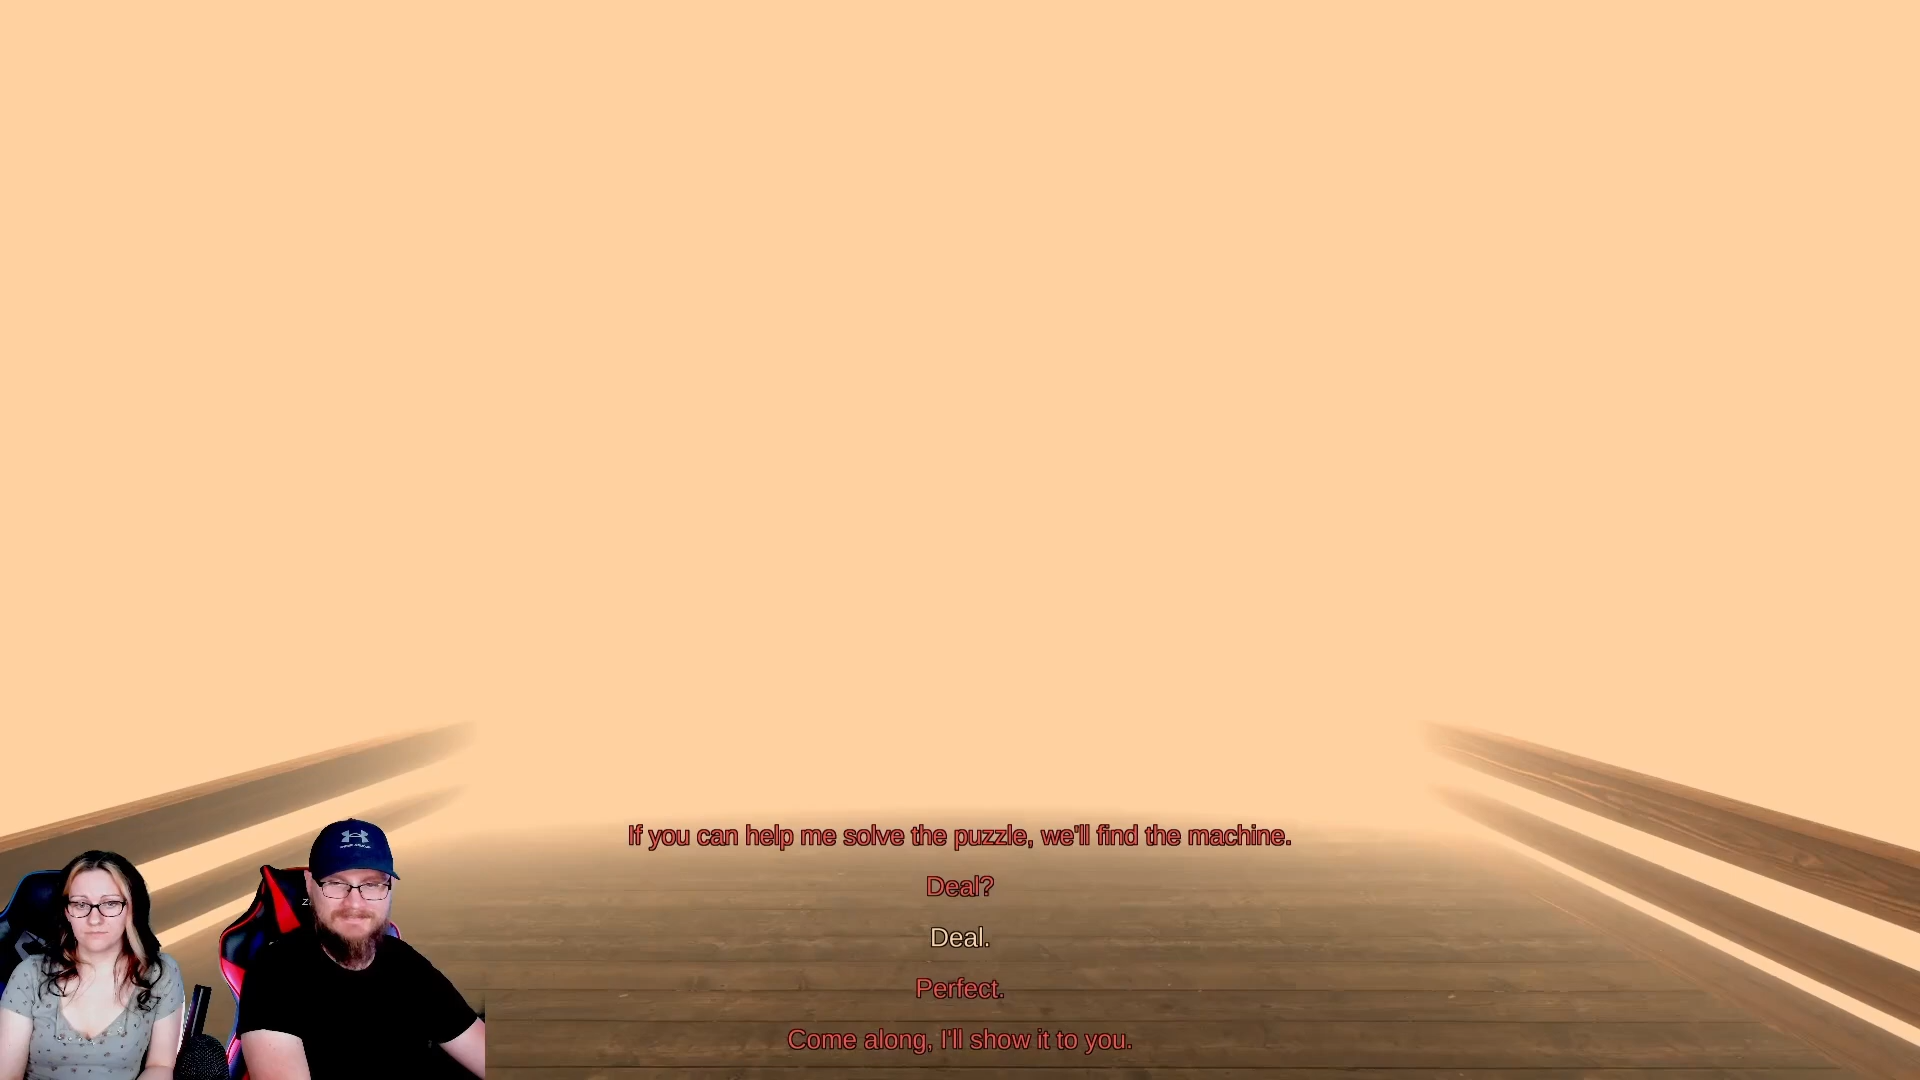 If you can help me solve the puzzle, we'll find the machine.
Deal?
Deal.
Perfect.
Come along, I'll show it to you.